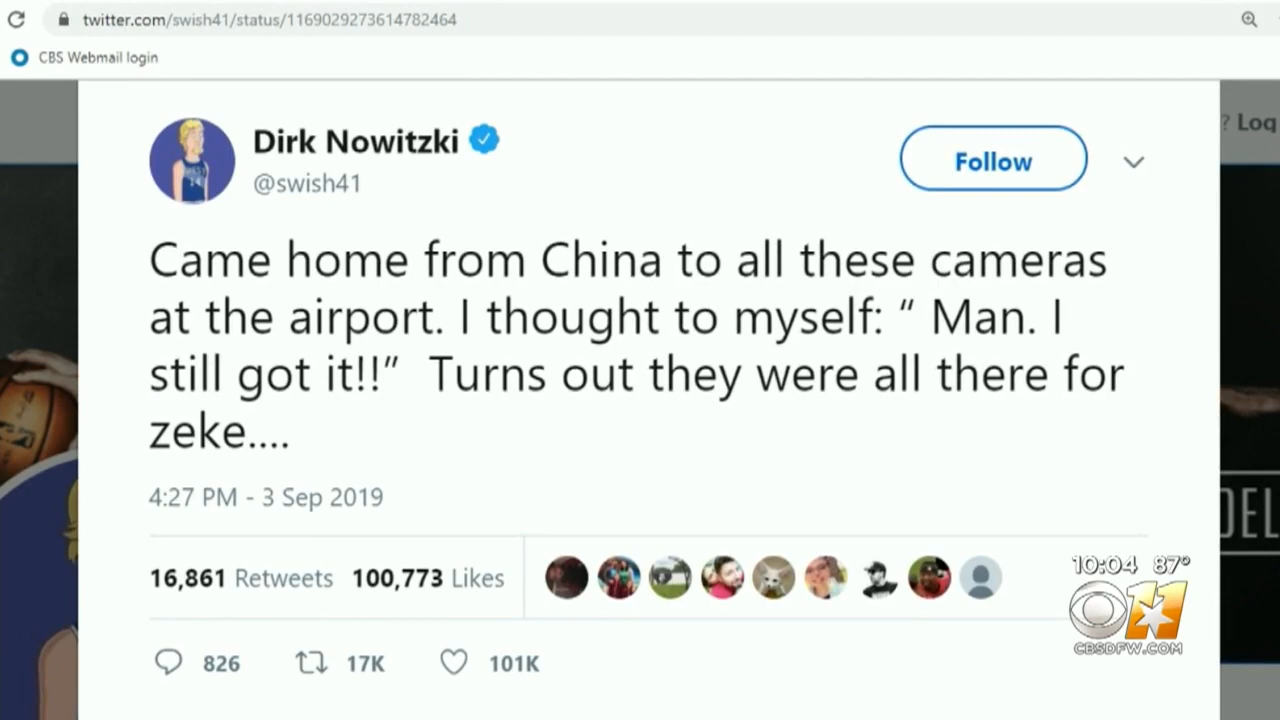 twitter.com/swish41/status/1169029273614782464
CBS Webmail login
? Log
Dirk Nowitzki
@swish41
Follow
Came home from China to all these cameras
at the airport. I thought to myself: “ Man. I
still got it!!”  Turns out they were all there for
zeke....
4:27 PM - 3 Sep 2019
16,861 Retweets 100,773 Likes
826 17K 101K
DEL
10:04 87°
11
CBSDFW.COM